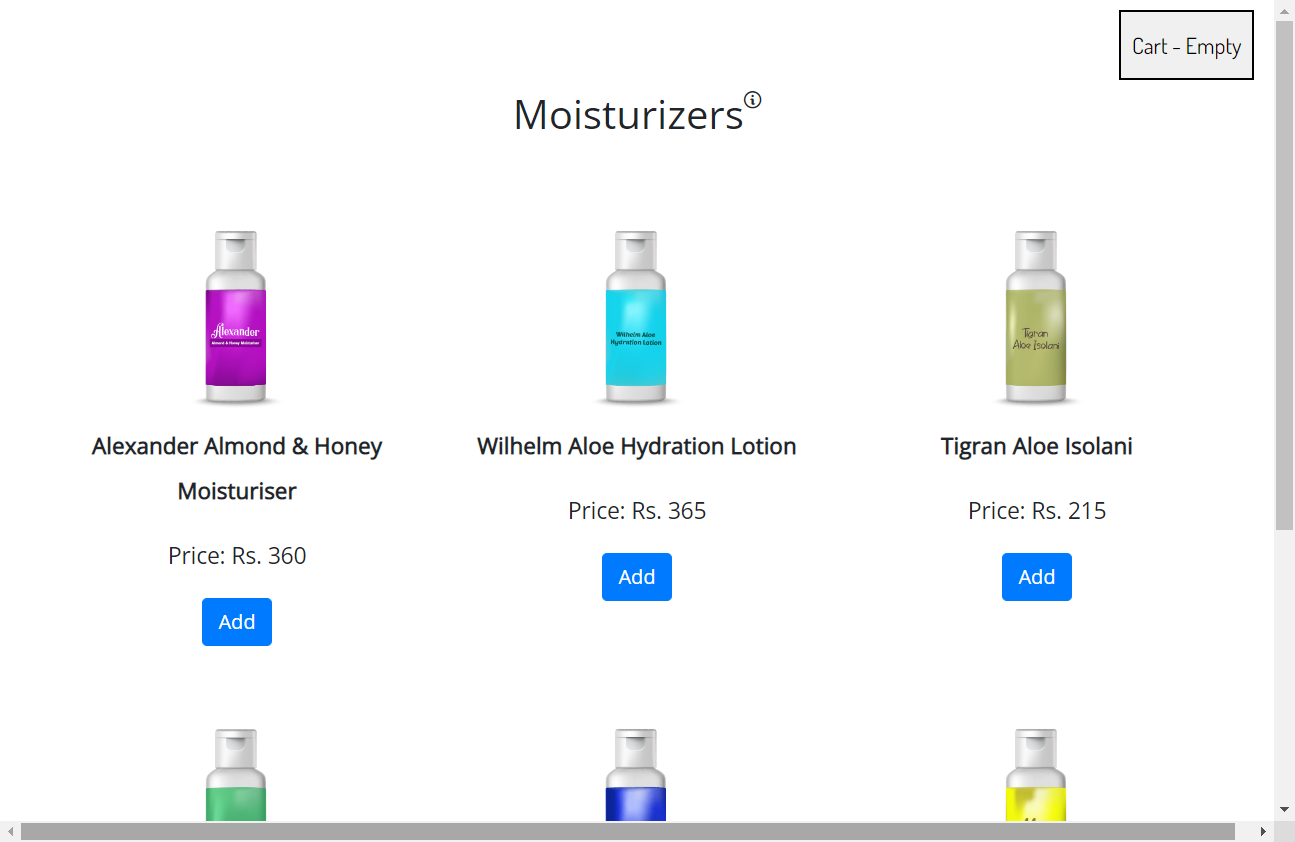 Cart - Empty
Moisturizers
Alexander
Almond & Honey Moisturiser
Wilhelm Aloe
Hydration Lotion
Tigran
Aloe Isolani
Alexander Almond & Honey
Moisturiser
Price: Rs. 360
Add
Wilhelm Aloe Hydration Lotion
Price: Rs. 365
Add
Tigran Aloe Isolani
Price: Rs. 215
Add